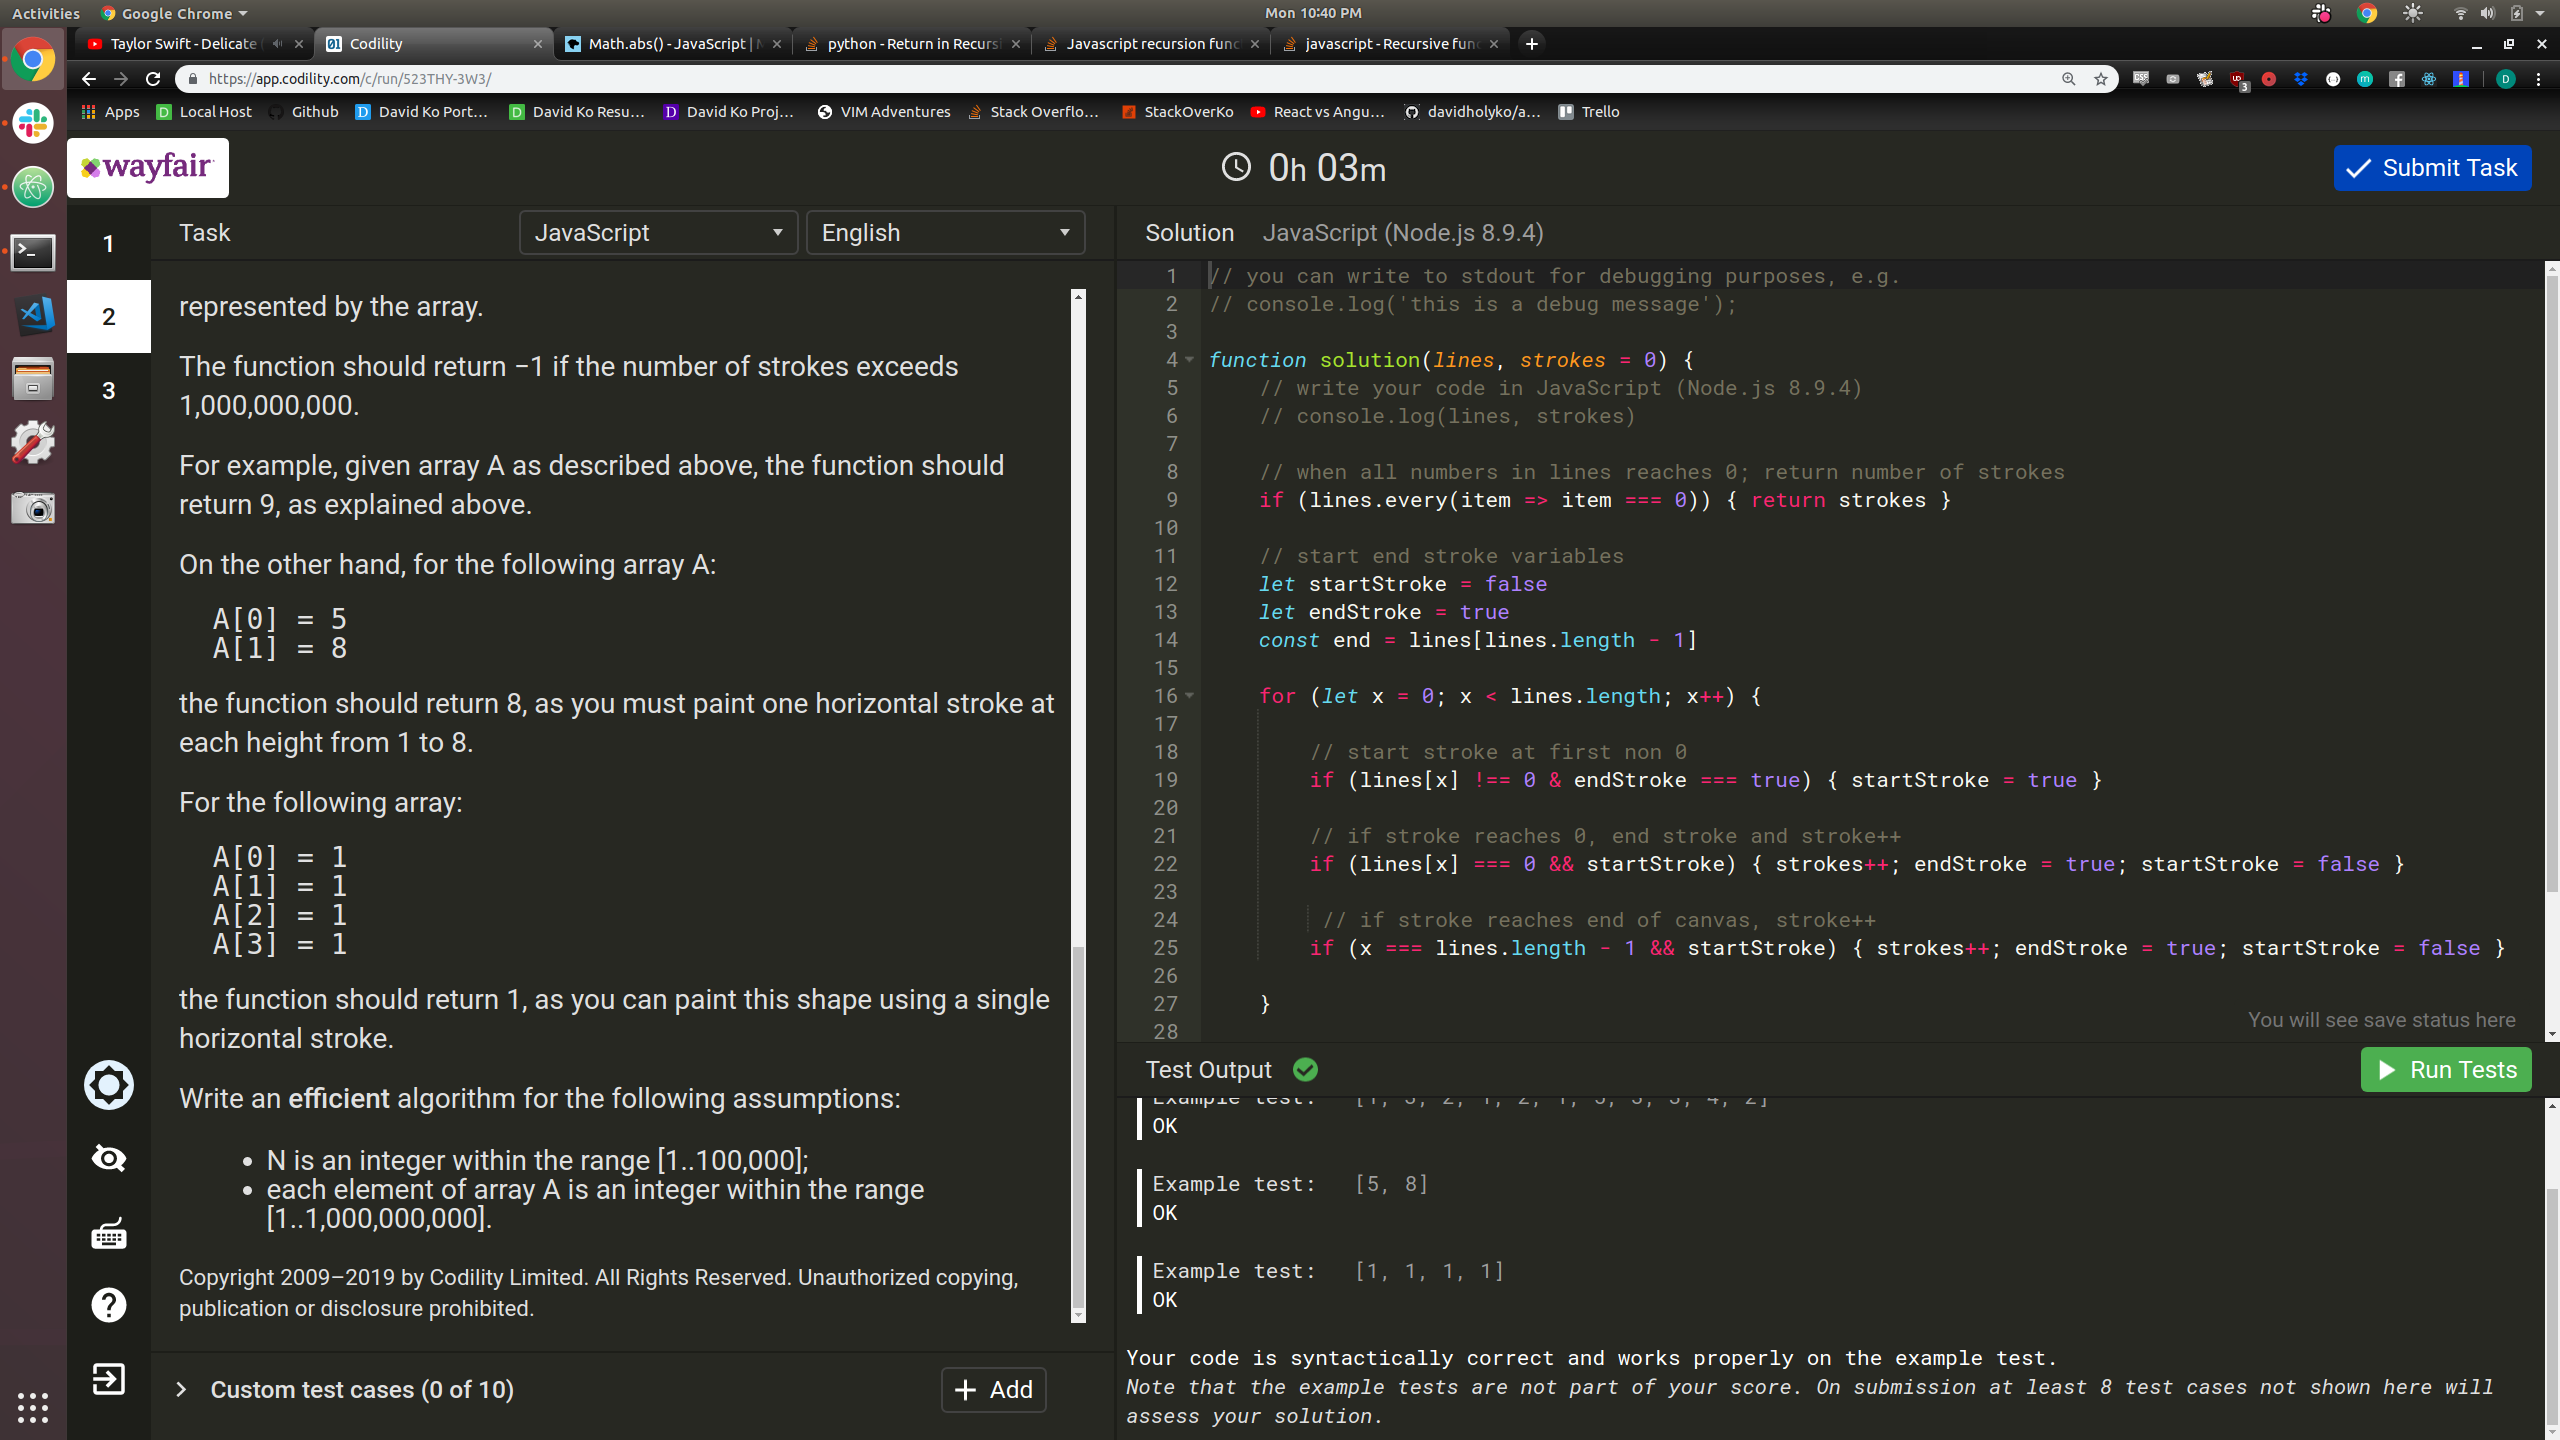 Activities
Google Chrome
Mon 10:40 PM
Taylor Swift - Delicate
Codility
Math.abs() - JavaScript |
python - Return in Recurs
Javascript recursion func
javascript - Recursive func
https://app.codility.com/c/run/523THY-3W3/
Apps
Local Host
Github
David Ko Port...
David Ko Resu...
David Ko Proj...
VIM Adventures
Stack Overflo...
StackOverKo
React vs Angu...
davidholyko/a...
Trello
wayfair
0h 03m
Submit Task
1
2
3
Task
JavaScript
English
represented by the array.
The function should return −1 if the number of strokes exceeds
1,000,000,000.
For example, given array A as described above, the function should
return 9, as explained above.
On the other hand, for the following array A:
A[0] = 5
A[1] = 8
the function should return 8, as you must paint one horizontal stroke at
each height from 1 to 8.
For the following array:
A[0] = 1
A[1] = 1
A[2] = 1
A[3] = 1
the function should return 1, as you can paint this shape using a single
horizontal stroke.
Write an efficient algorithm for the following assumptions:
• N is an integer within the range [1..100,000];
• each element of array A is an integer within the range
[1..1,000,000,000].
Copyright 2009–2019 by Codility Limited. All Rights Reserved. Unauthorized copying,
publication or disclosure prohibited.
Custom test cases (0 of 10)
+ Add
Solution JavaScript (Node.js 8.9.4)
1 // you can write to stdout for debugging purposes, e.g.
2 // console.log('this is a debug message');
3
4 function solution(lines, strokes = 0) {
5 // write your code in JavaScript (Node.js 8.9.4)
6 // console.log(lines, strokes)
7
8 // when all numbers in lines reaches 0; return number of strokes
9 if (lines.every(item => item === 0)) { return strokes }
10
11 // start end stroke variables
12 let startStroke = false
13 let endStroke = true
14 const end = lines[lines.length - 1]
15
16 for (let x = 0; x < lines.length; x++) {
17
18 // start stroke at first non 0
19 if (lines[x] !== 0 & endStroke === true) { startStroke = true }
20
21 // if stroke reaches 0, end stroke and stroke++
22 if (lines[x] === 0 && startStroke) { strokes++; endStroke = true; startStroke = false }
23
24 // if stroke reaches end of canvas, stroke++
25 if (x === lines.length - 1 && startStroke) { strokes++; endStroke = true; startStroke = false }
26
27 }
28
You will see save status here
Test Output
Run Tests
Example test: [1, 3, 2, 1, 2, 1, 5, 3, 3, 4, 2]
OK
Example test: [5, 8]
OK
Example test: [1, 1, 1, 1]
OK
Your code is syntactically correct and works properly on the example test.
Note that the example tests are not part of your score. On submission at least 8 test cases not shown here will
assess your solution.